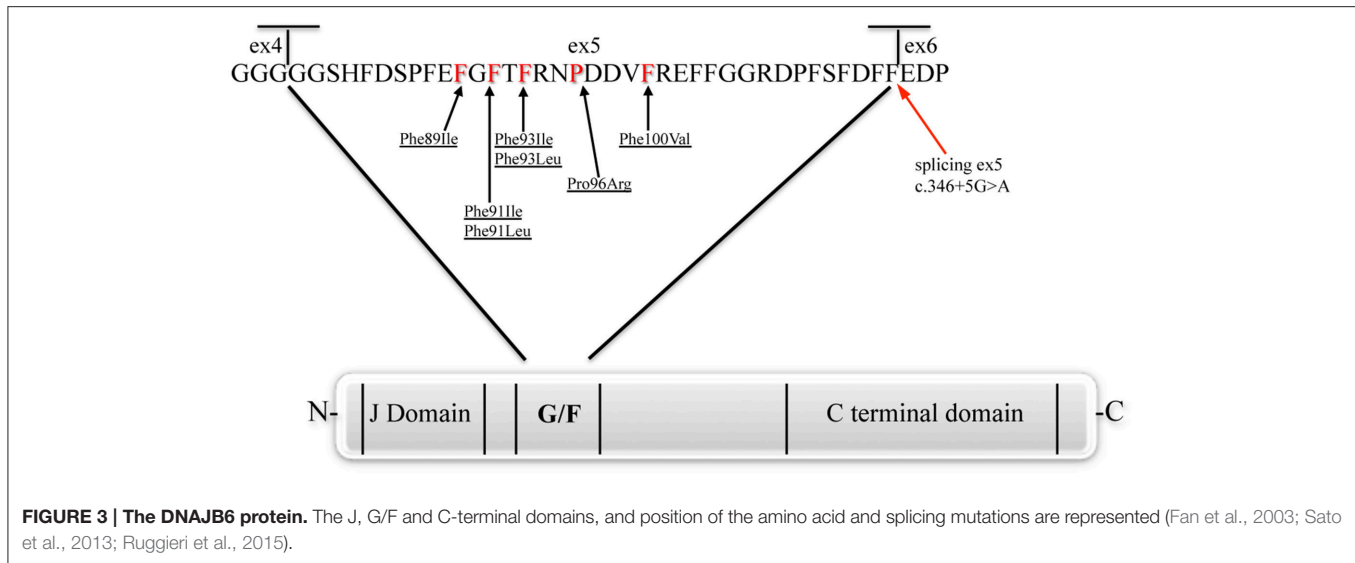 ex4 ex5 ex6
GGGGGSHFDSPFEFGFTFRNPDDVFREFFGGRDPFSFDFFEDP
Phe89Ile
Phe93Ile
Phe93Leu
Phe100Val
Pro96Arg
Phe91Ile
Phe91Leu
splicing ex5
c.346+5G>A
N- J Domain G/F C terminal domain -C
FIGURE 3 | The DNAJB6 protein. The J, G/F and C-terminal domains, and position of the amino acid and splicing mutations are represented (Fan et al., 2003; Sato
et al., 2013; Ruggieri et al., 2015).